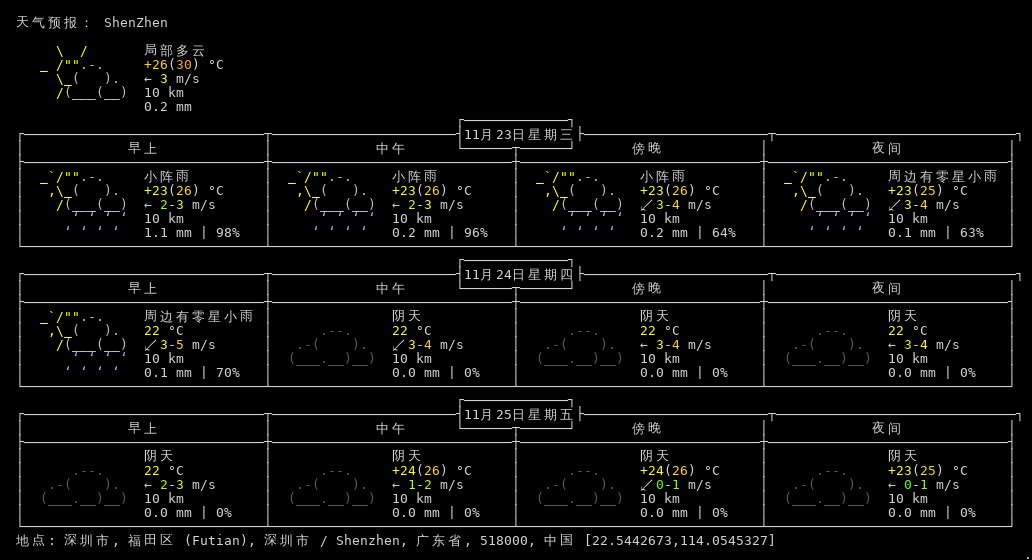 天气预报： ShenZhen
局部多云
+26(30) °C
← 3 m/s
10 km
0.2 mm
11月23日星期三
早上 中午 傍晚 夜间
小阵雨 小阵雨 小阵雨 周边有零星小雨
+23(26) °C +23(26) °C +23(26) °C +23(25) °C
← 2-3 m/s ← 2-3 m/s ↙ 3-4 m/s ↙ 3-4 m/s
10 km 10 km 10 km 10 km
1.1 mm | 98% 0.2 mm | 96% 0.2 mm | 64% 0.1 mm | 63%
11月24日星期四
早上 中午 傍晚 夜间
周边有零星小雨 阴天 阴天 阴天
22 °C 22 °C 22 °C 22 °C
↙ 3-5 m/s ↙ 3-4 m/s ← 3-4 m/s ← 3-4 m/s
10 km 10 km 10 km 10 km
0.1 mm | 70% 0.0 mm | 0% 0.0 mm | 0% 0.0 mm | 0%
11月25日星期五
早上 中午 傍晚 夜间
阴天 阴天 阴天 阴天
22 °C +24(26) °C +24(26) °C +23(25) °C
← 2-3 m/s ← 1-2 m/s ↙ 0-1 m/s ← 0-1 m/s
10 km 10 km 10 km 10 km
0.0 mm | 0% 0.0 mm | 0% 0.0 mm | 0% 0.0 mm | 0%
地点: 深圳市, 福田区 (Futian), 深圳市 / Shenzhen, 广东省, 518000, 中国 [22.5442673,114.0545327]